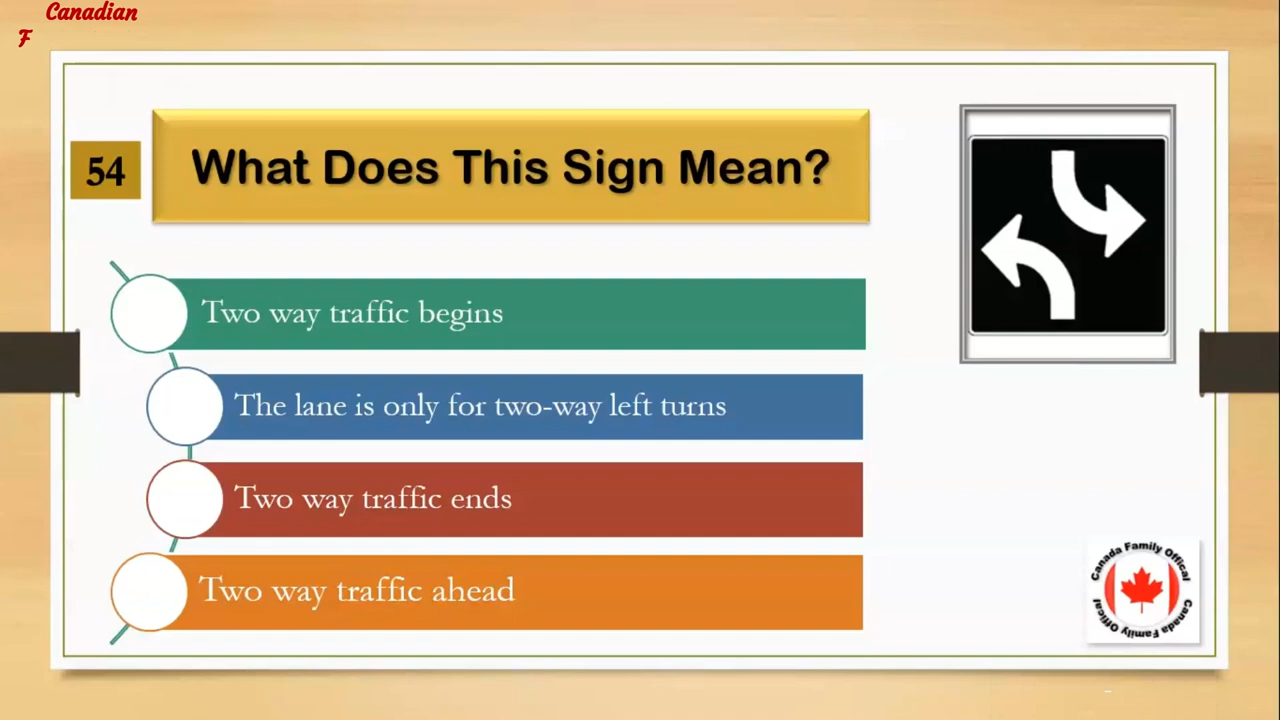 Canadian
F
54
What Does This Sign Mean?
Two way traffic begins
The lane is only for two-way left turns
Two way traffic ends
Two way traffic ahead
Canada Family Offical
Canada Family Offical